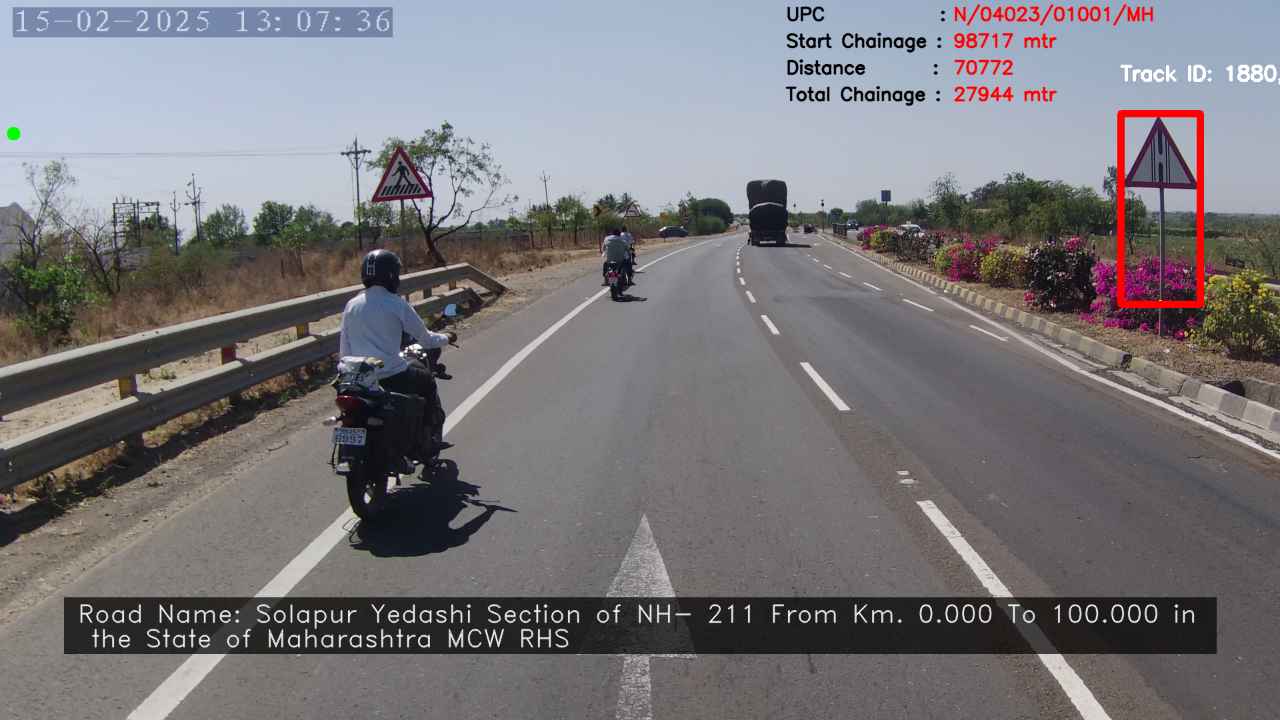 15-02-2025 13:07:36
UPC : N/04023/01001/MH
Start Chainage : 98717 mtr
Distance : 70772
Total Chainage : 27944 mtr
Track ID: 1880,
Road Name: Solapur Yedashi Section of NH- 211 From Km. 0.000 To 100.000 in
the State of Maharashtra MCW RHS